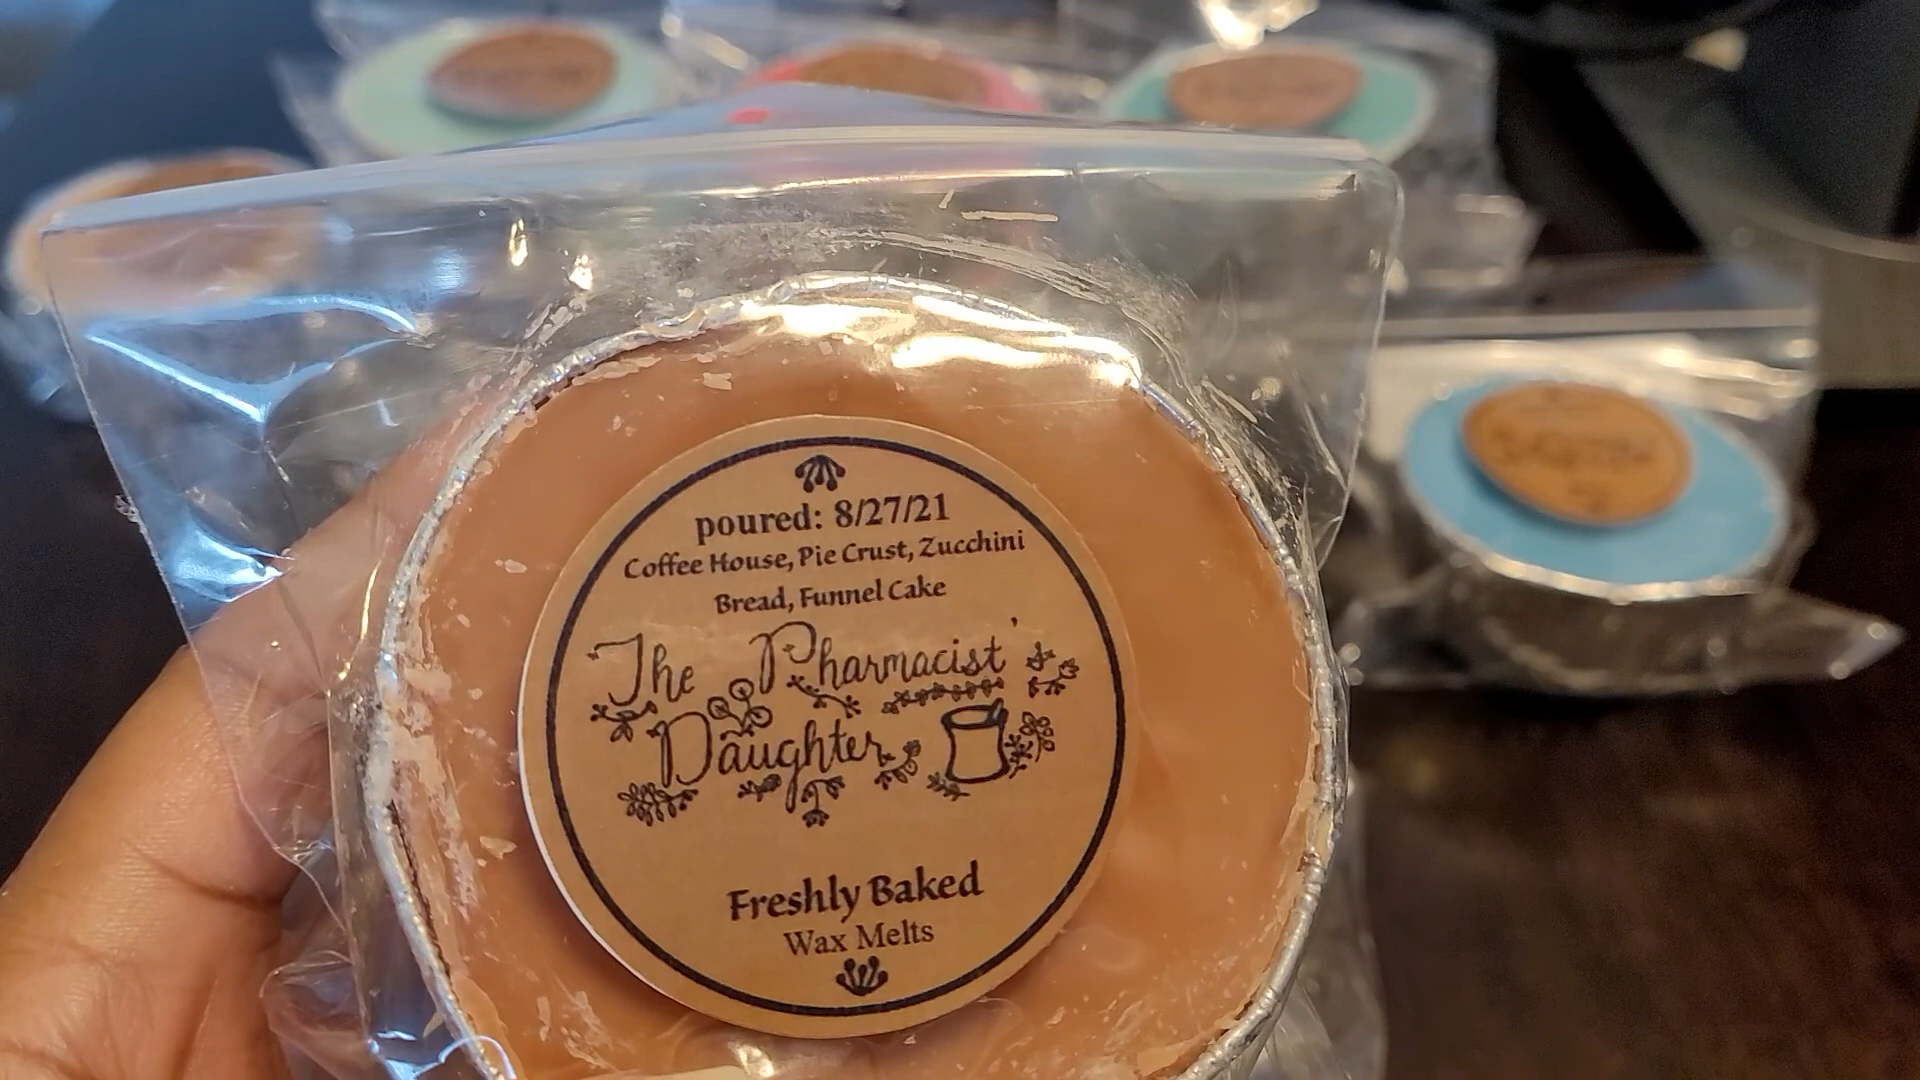 poured: 8/27/21
Coffee House, Pie Crust, Zucchini
Bread, Funnel Cake
The Pharmacist'
Daughter
Freshly Baked
Wax Melts